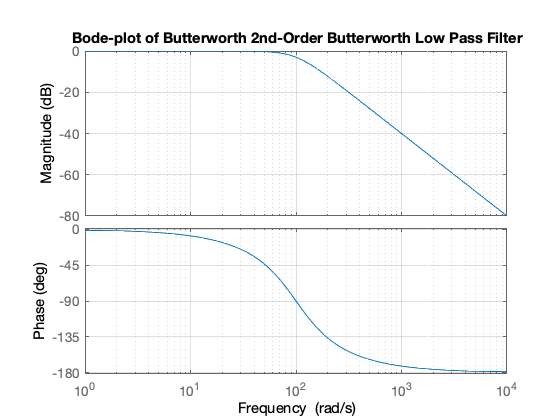 Bode-plot of Butterworth 2nd-Order Butterworth Low Pass Filter
0
-20
-40
-60
-80
Magnitude (dB)
0
-45
-90
-135
-180
Phase (deg)
10^0 10^1 10^2 10^3 10^4
Frequency (rad/s)